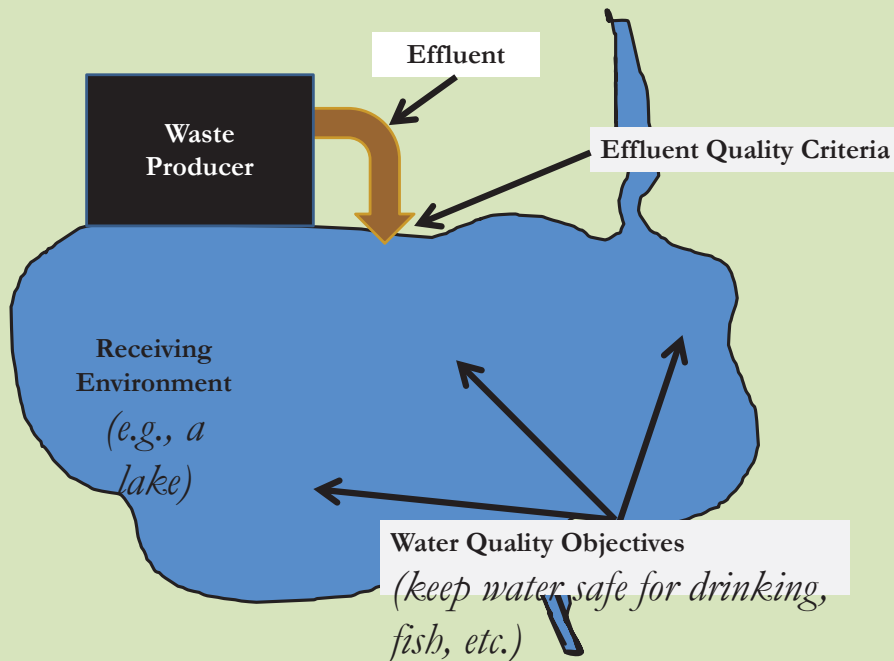 Effluent
Waste
Producer
Effluent Quality Criteria
Receiving
Environment
(e.g., a
lake)
Water Quality Objectives
(keep water safe for drinking,
fish, etc.)